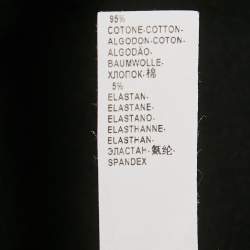 95%
COTONE-COTTON-
ALGODON-COTON-
ALGODÃO-
BAUMWOLLE-
ХЛОПОК-棉
5%
ELASTAN-
ELASTANE-
ELASTANO-
ELASTHANNE-
ELASTHAN-
ЭЛАСТАН-氨纶-
SPANDEX